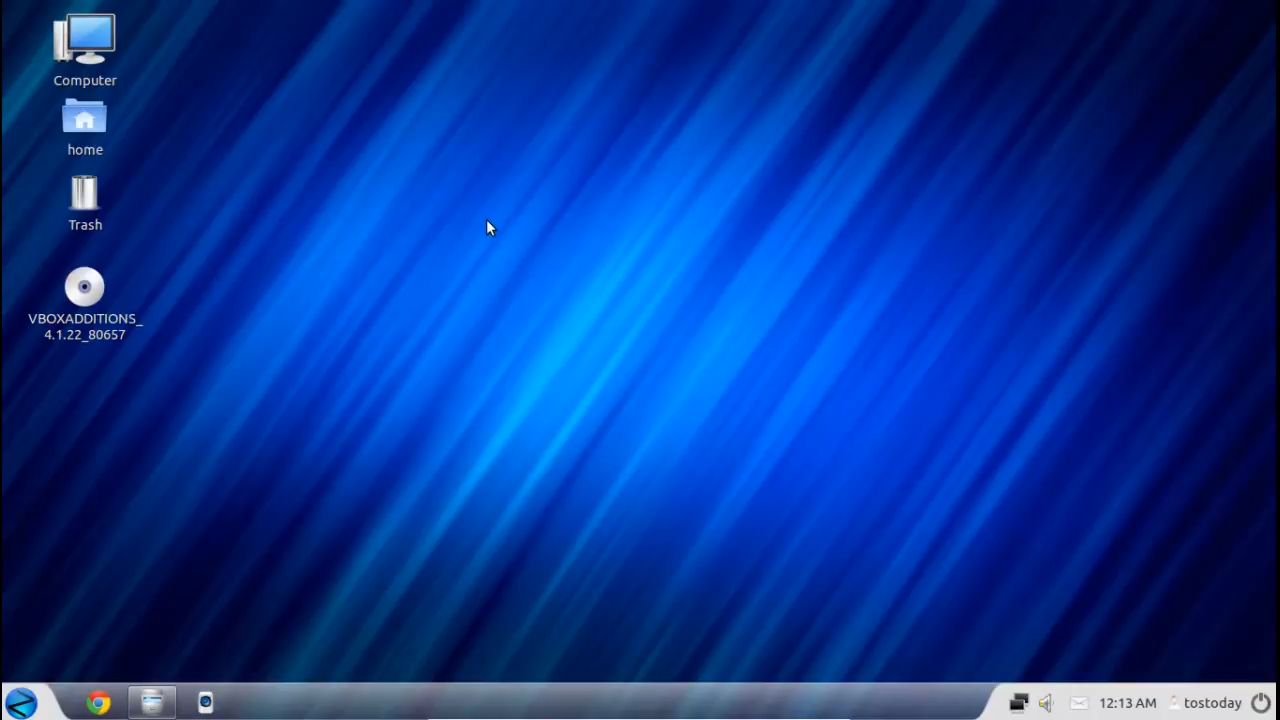 Computer
home
Trash
VBOXADDITIONS_
4.1.22_80657
12:13 AM
tostoday